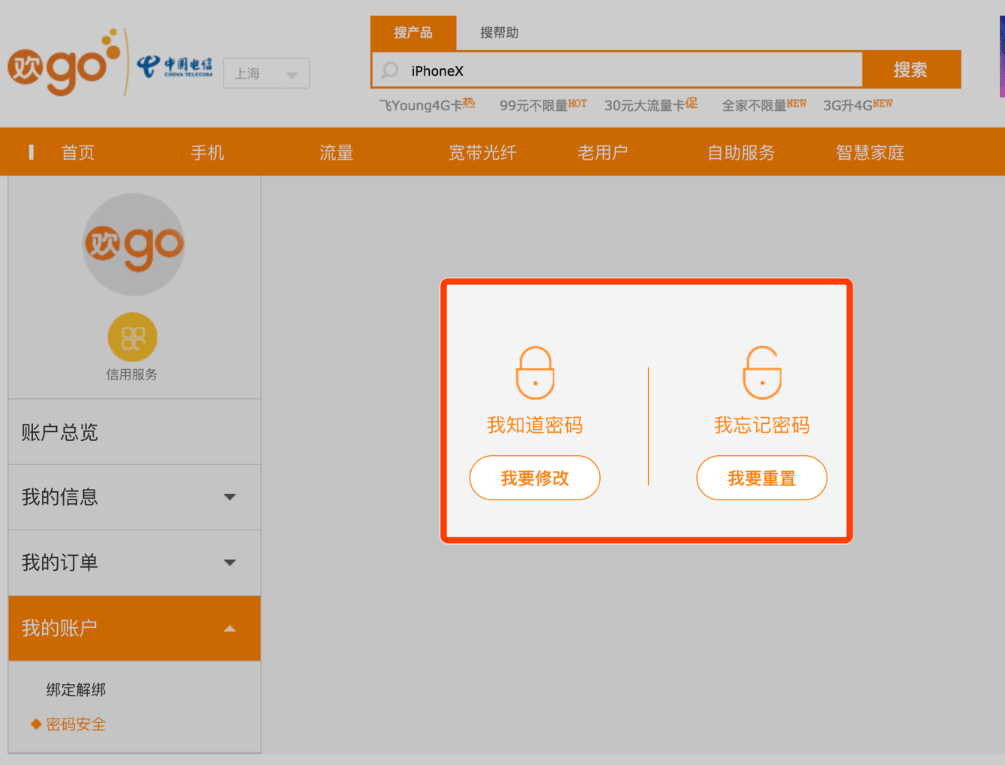 搜产品 搜帮助
欢go 中国电信 CHINA TELECOM 上海 iPhoneX 搜索
飞Young4G卡热 99元不限量HOT 30元大流量卡促 全家不限量NEW 3G升4GNEW
首页 手机 流量 宽带光纤 老用户 自助服务 智慧家庭
欢go
信用服务
账户总览
我的信息
我的订单
我的账户
绑定解绑
密码安全
我知道密码 我忘记密码
我要修改 我要重置